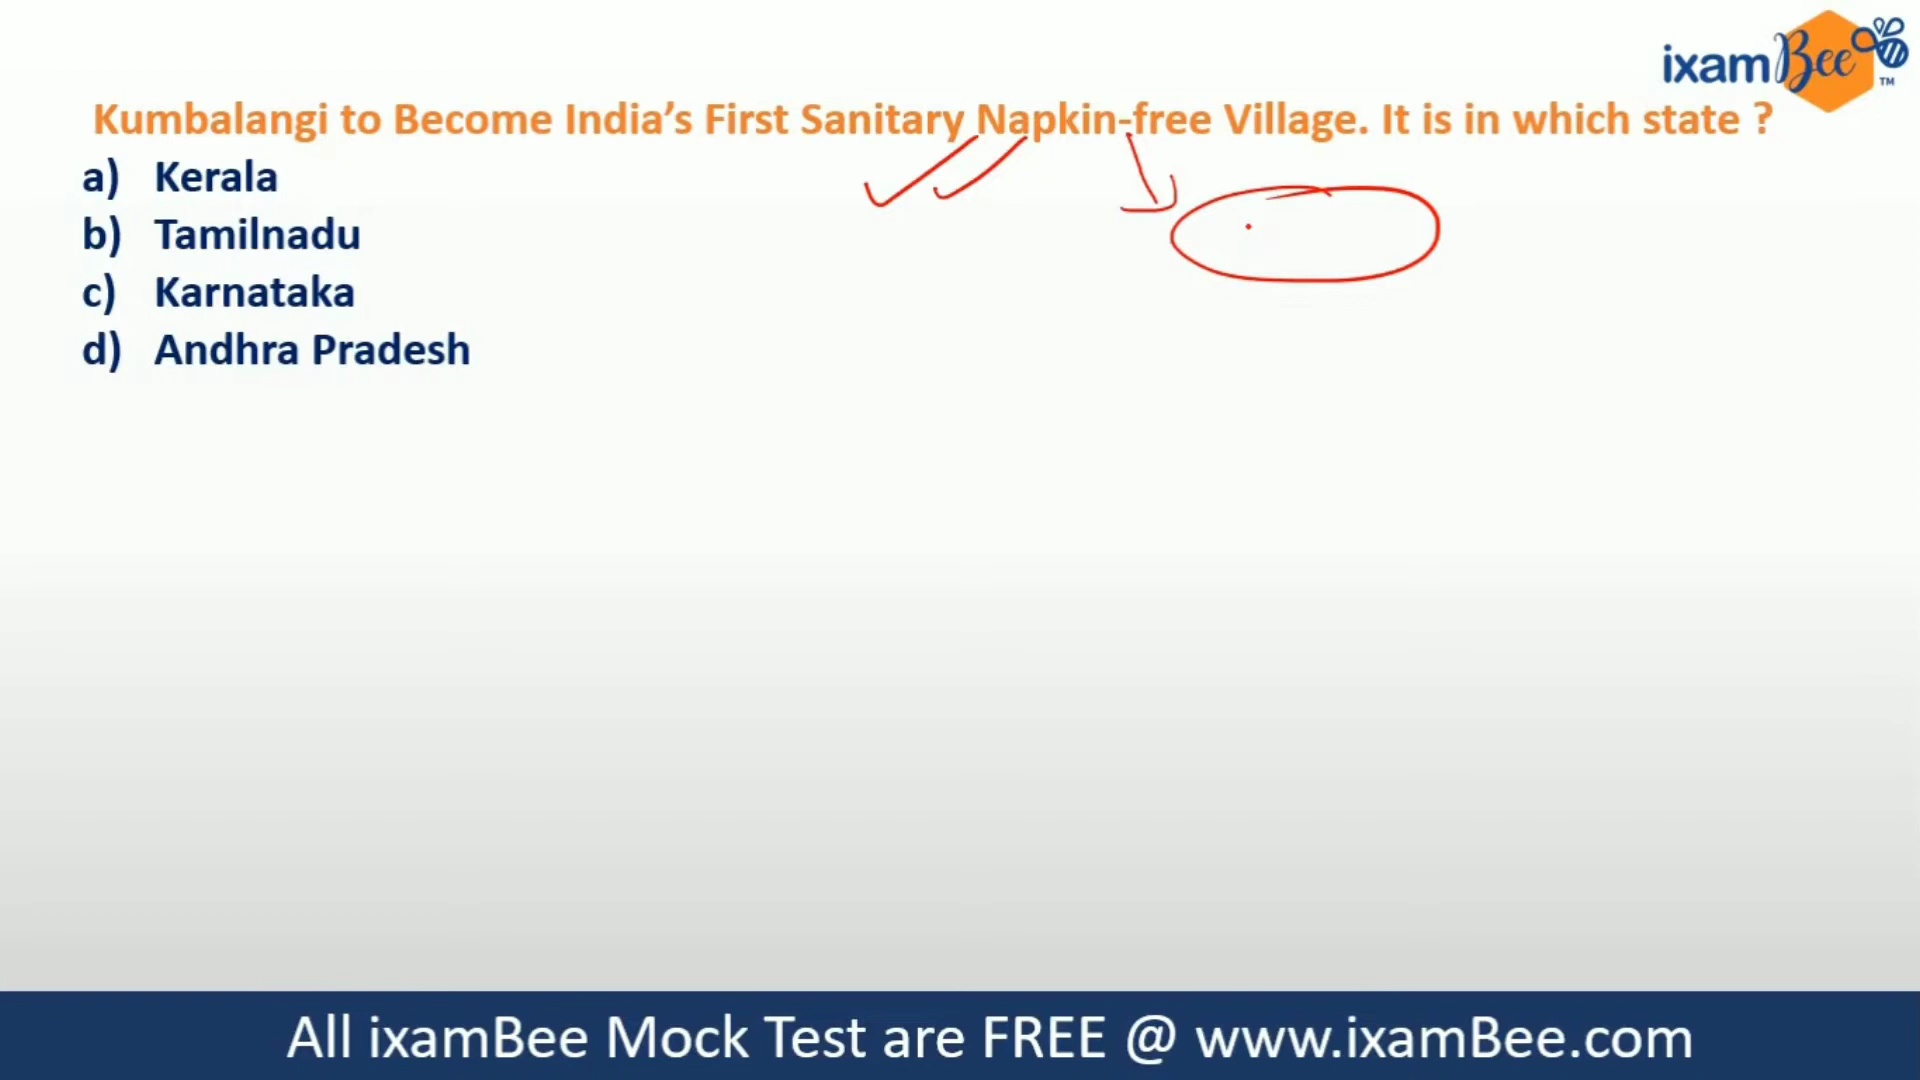 ixamBee™
Kumbalangi to Become India’s First Sanitary Napkin-free Village. It is in which state ?
a) Kerala
b) Tamilnadu
c) Karnataka
d) Andhra Pradesh
All ixamBee Mock Test are FREE @ www.ixamBee.com